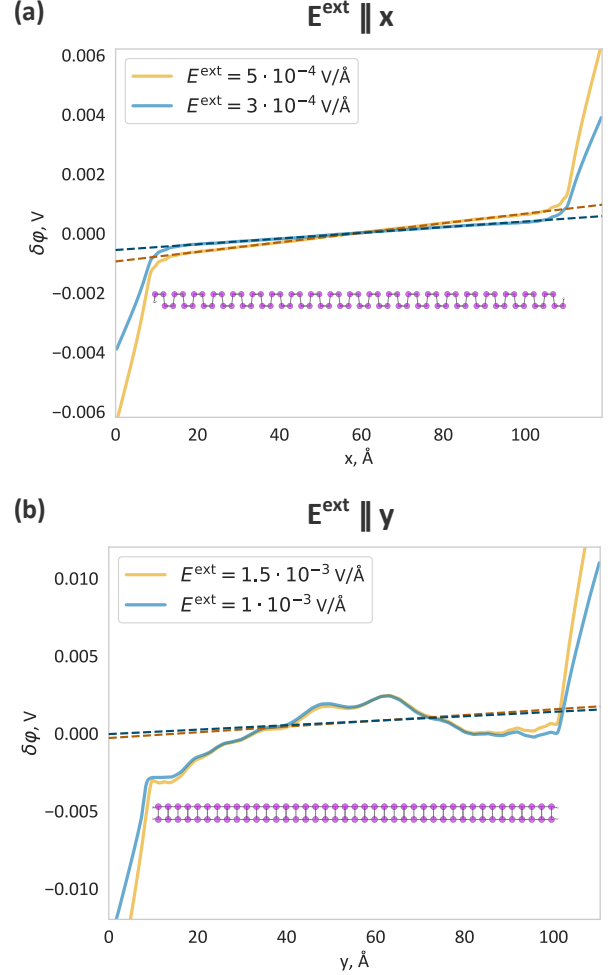 (a)
E^ext ∥ x
E^ext = 5 · 10⁻⁴ V/Å
E^ext = 3 · 10⁻⁴ V/Å
δφ, V
0.006
0.004
0.002
0.000
−0.002
−0.004
−0.006
0 20 40 60 80 100
x, Å
(b)
E^ext ∥ y
E^ext = 1.5 · 10⁻³ V/Å
E^ext = 1 · 10⁻³ V/Å
δφ, V
0.010
0.005
0.000
−0.005
−0.010
0 20 40 60 80 100
y, Å